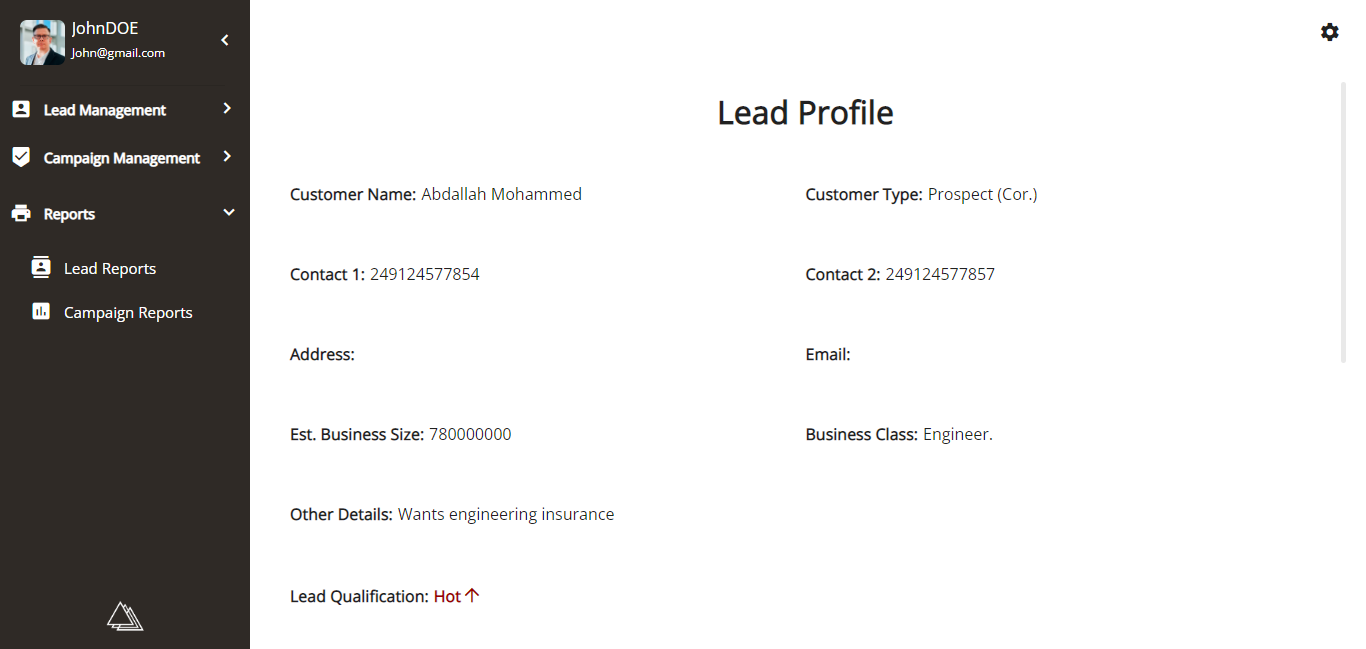 JohnDOE
John@gmail.com
Lead Management
Campaign Management
Reports
Lead Reports
Campaign Reports
Lead Profile
Customer Name: Abdallah Mohammed
Customer Type: Prospect (Cor.)
Contact 1: 249124577854
Contact 2: 249124577857
Address:
Email:
Est. Business Size: 780000000
Business Class: Engineer.
Other Details: Wants engineering insurance
Lead Qualification: Hot ↑